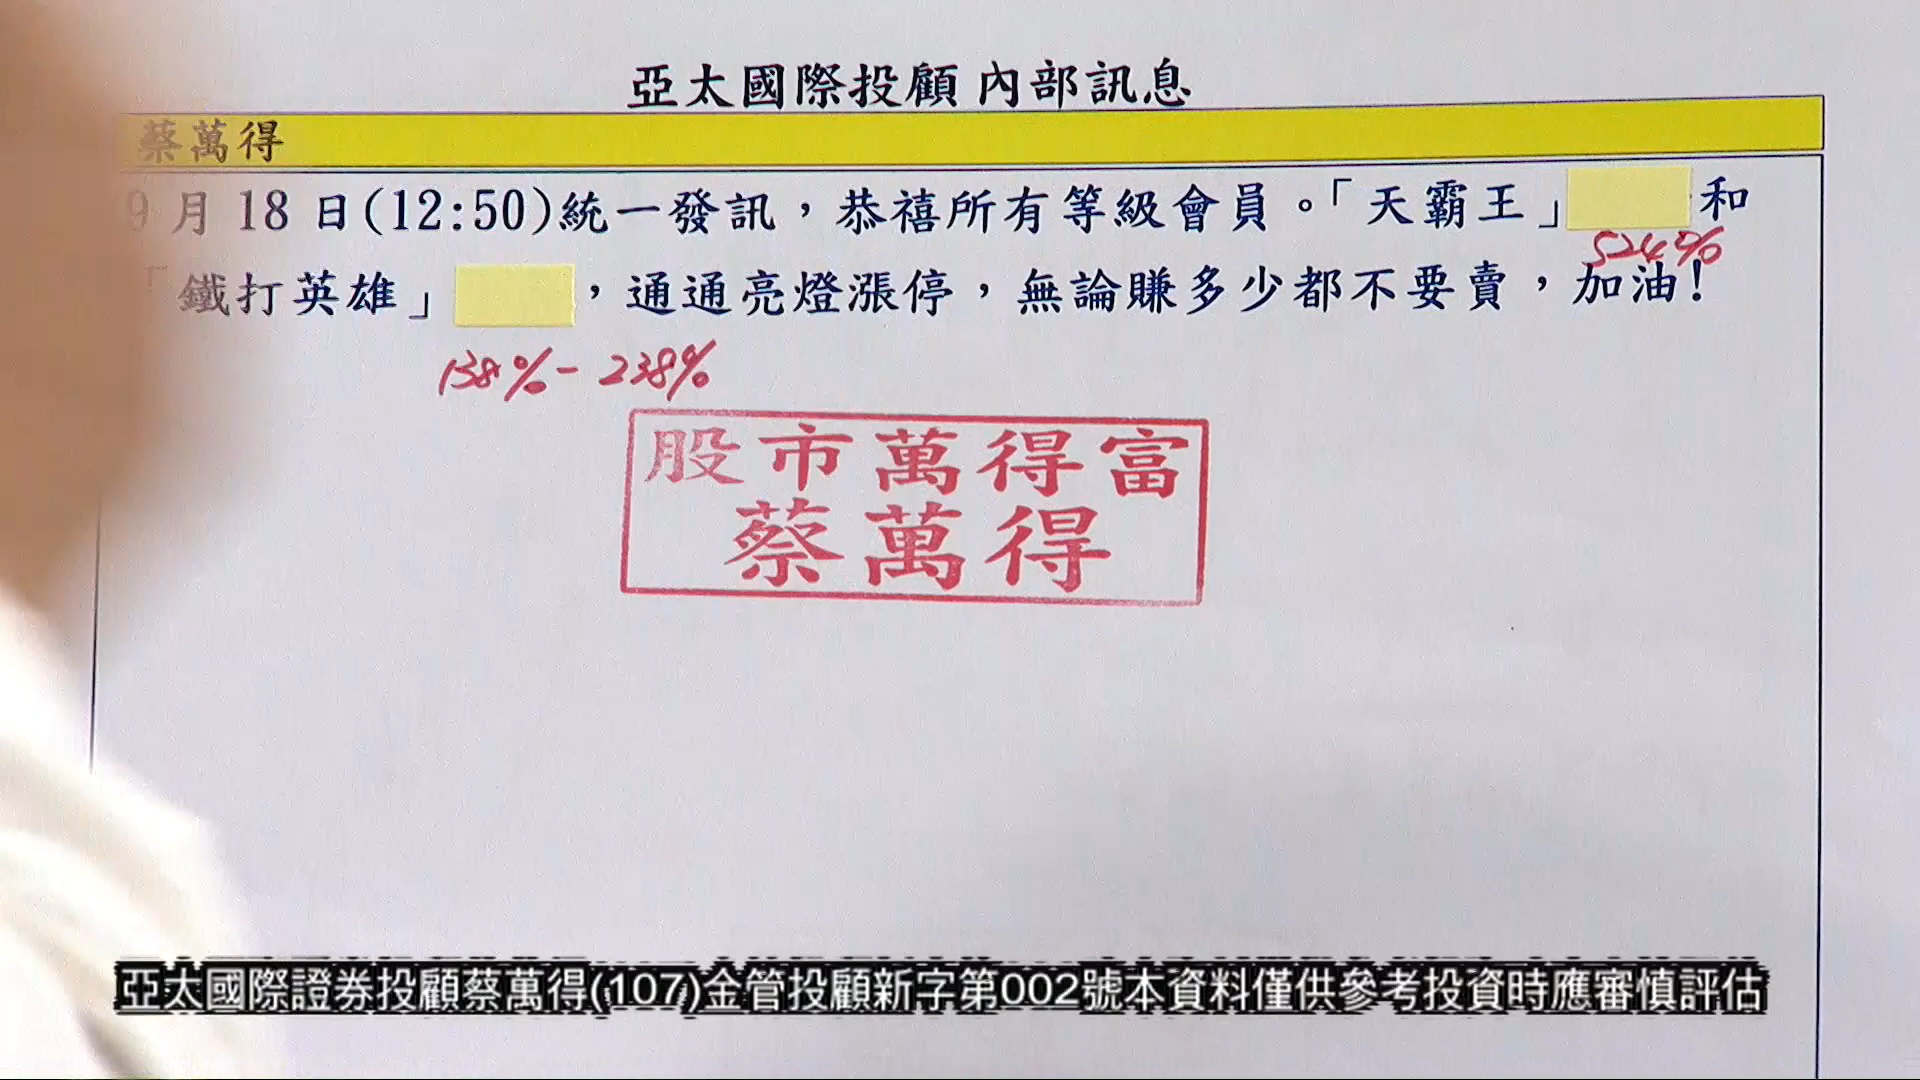 亞太國際投顧 內部訊息
蔡萬得
9月18日(12:50)統一發訊，恭禧所有等級會員。「天霸王」和
524%
「鐵打英雄」，通通亮燈漲停，無論賺多少都不要賣，加油！
138%-238%
股市萬得富
蔡萬得
亞太國際證券投顧蔡萬得(107)金管投顧新字第002號本資料僅供參考投資時應審慎評估